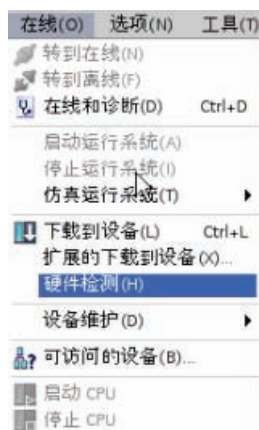 在线(O) 选项(N) 工具(T)
转到在线(N)
转到离线(F)
在线和诊断(D) Ctrl+D
启动运行系统(A)
停止运行系统(I)
仿真运行系统(T)
下载到设备(L) Ctrl+L
扩展的下载到设备(X)...
硬件检测(H)
设备维护(D)
可访问的设备(B)...
启动 CPU
停止 CPU